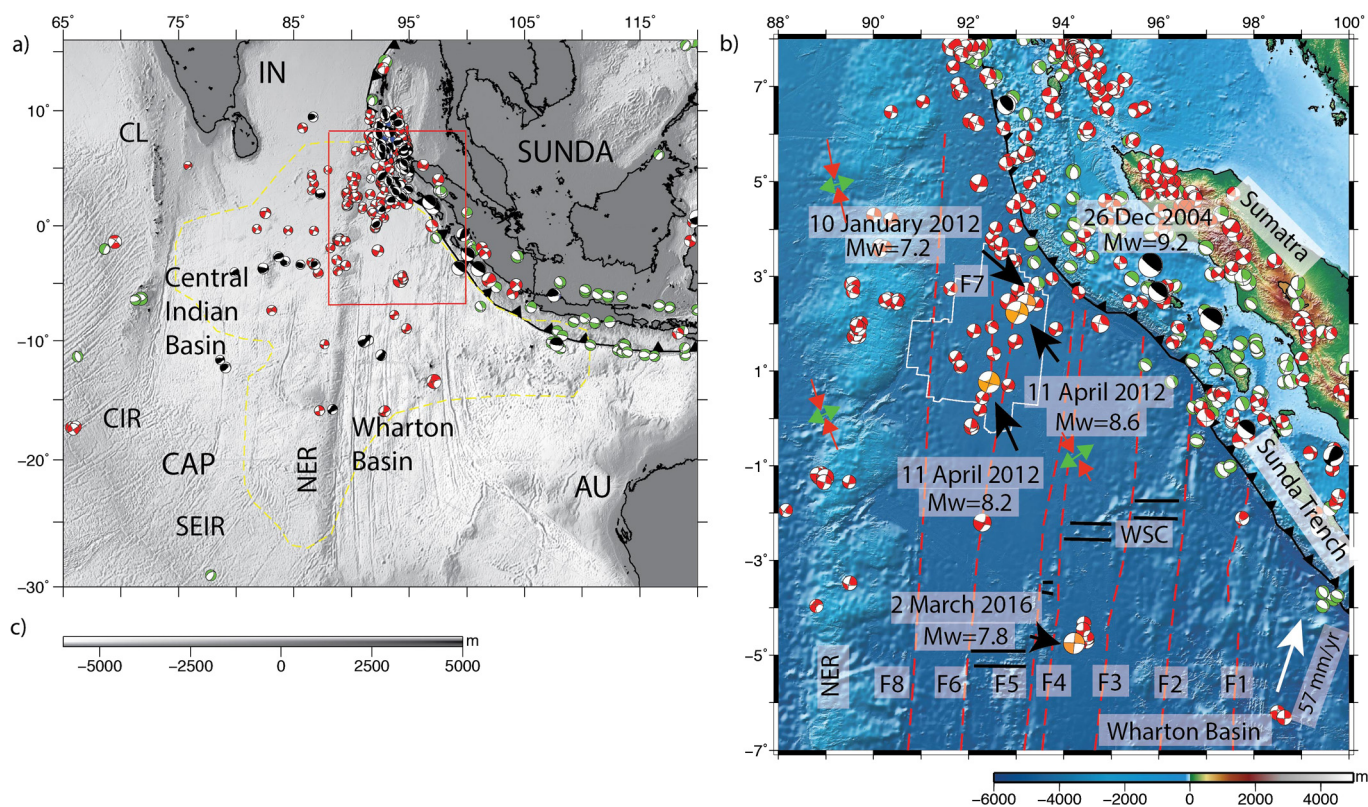 65° 75° 85° 95° 105° 115°
a)
10°
0°
−10°
−20°
−30°
IN
CL
SUNDA
Central
Indian
Basin
CIR
CAP
SEIR
NER
Wharton
Basin
AU
c)
m
−5000 −2500 0 2500 5000
88° 90° 92° 94° 96° 98° 100°
b)
7°
5°
3°
1°
−1°
−3°
−5°
−7°
10 January 2012
Mw=7.2
26 Dec 2004
Mw=9.2
Sumatra
F7
11 April 2012
Mw=8.6
11 April 2012
Mw=8.2
Sunda Trench
WSC
2 March 2016
Mw=7.8
NER
F8 F6 F5 F4 F3 F2 F1
57 mm/yr
Wharton Basin
m
−6000 −4000 −2000 0 2000 4000